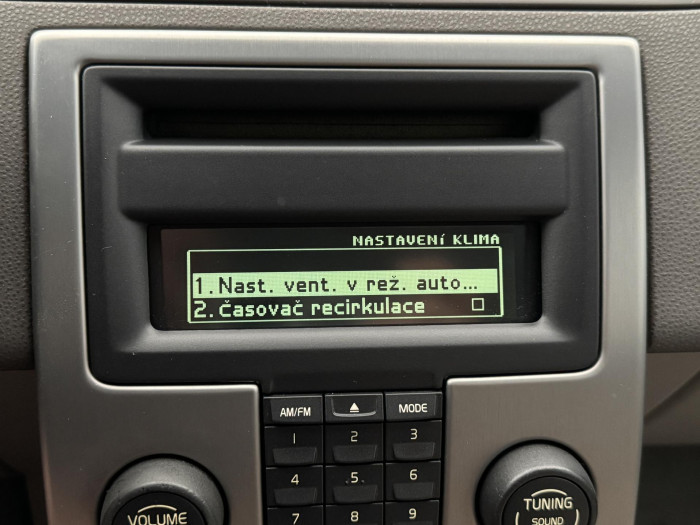 NASTAVENÍ KLIMA
1. Nast. vent. v rež. auto...
2. Časovač recirkulace
AM/FM
MODE
1 2 3
4 5 6
7 8 9
VOLUME
TUNING
SOUND